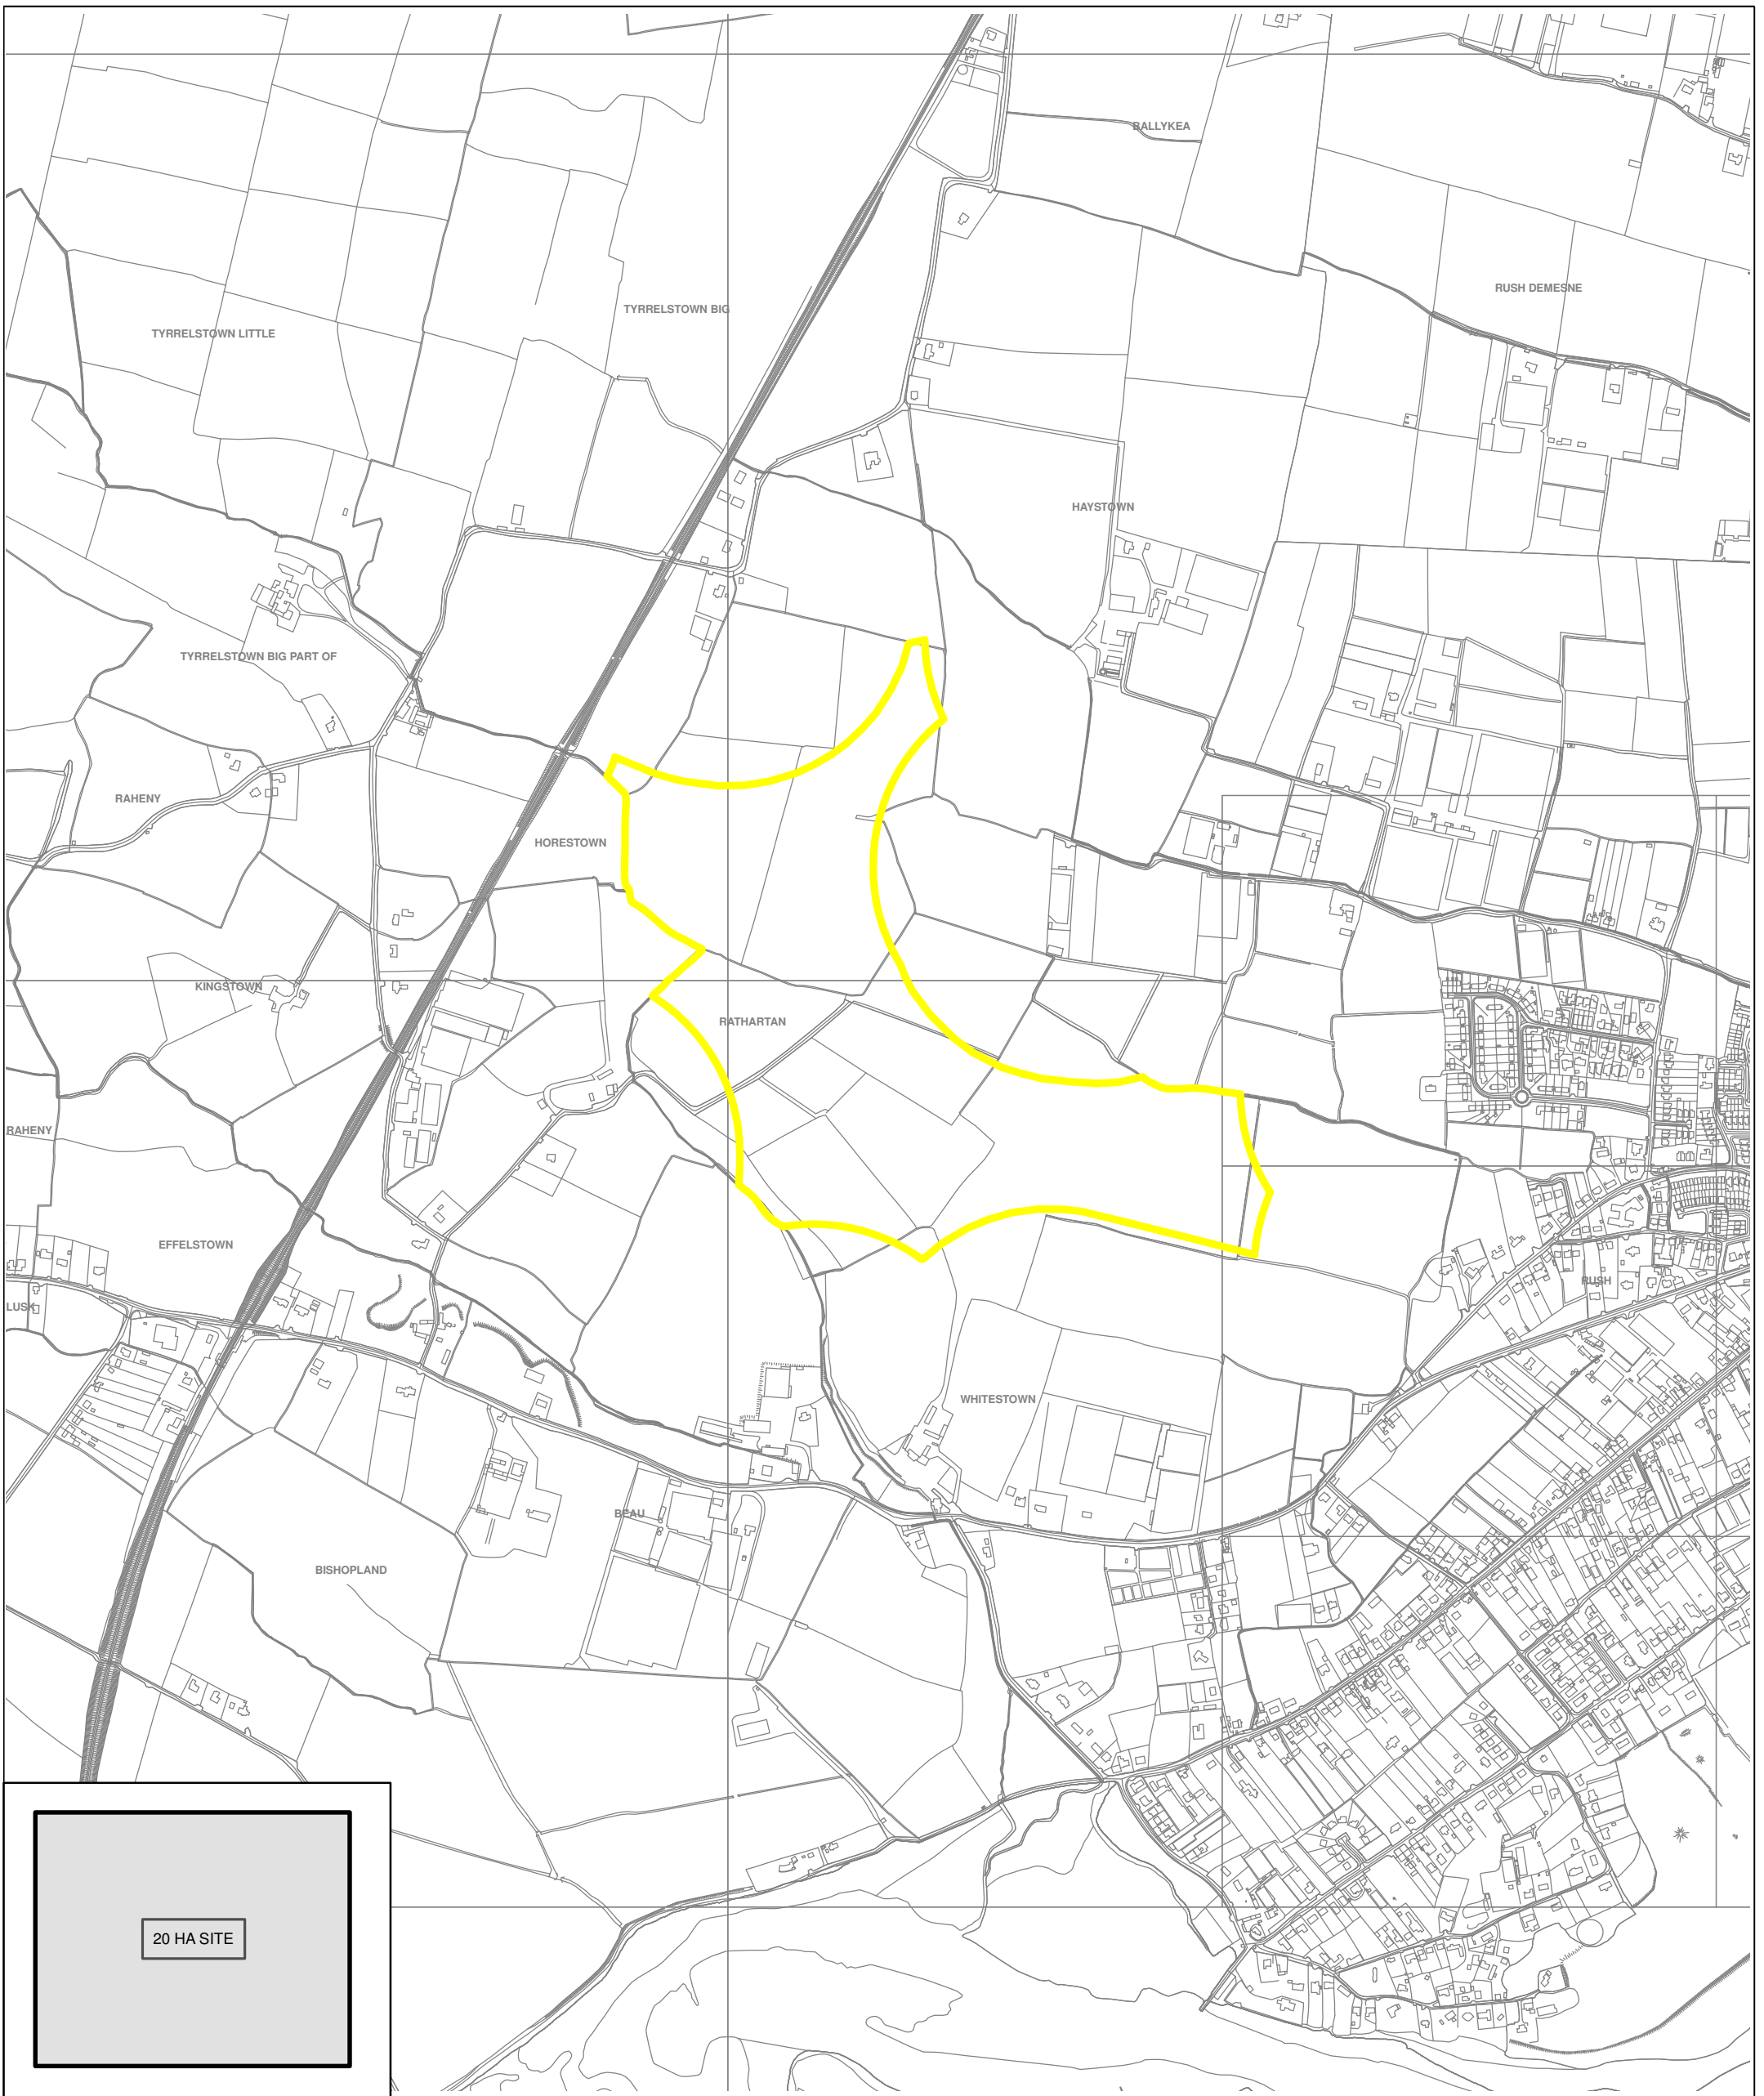 BALLYKEA
RUSH DEMESNE
TYRRELSTOWN BIG
TYRRELSTOWN LITTLE
HAYSTOWN
TYRRELSTOWN BIG PART OF
RAHENY
HORESTOWN
KINGSTOWN
RATHARTAN
RAHENY
EFFELSTOWN
RUSH
LUSK
WHITESTOWN
BEAU
BISHOPLAND
20 HA SITE